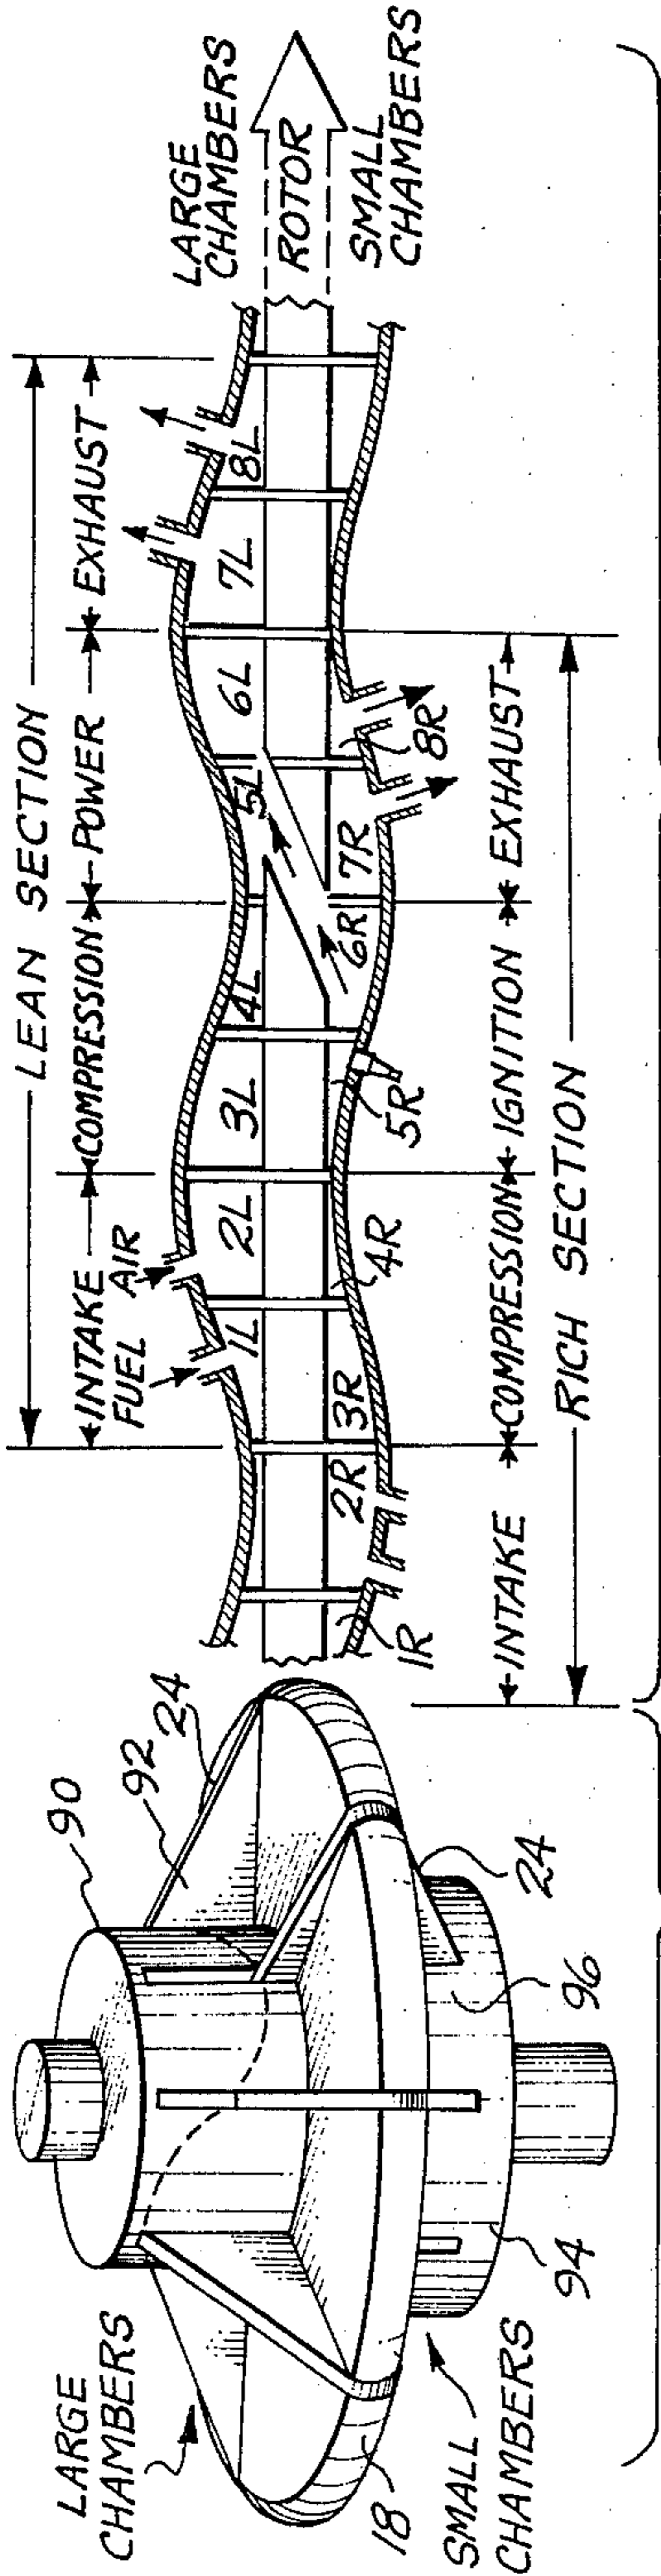 LARGE
CHAMBERS
90
92
24
18
SMALL
CHAMBERS
94
96
24
LEAN SECTION
INTAKE
COMPRESSION
POWER
EXHAUST
FUEL
AIR
1L
2L
3L
4L
5L
6L
7L
8L
LARGE
CHAMBERS
ROTOR
SMALL
CHAMBERS
1R
2R
3R
4R
5R
6R
7R
8R
INTAKE
COMPRESSION
IGNITION
EXHAUST
RICH SECTION